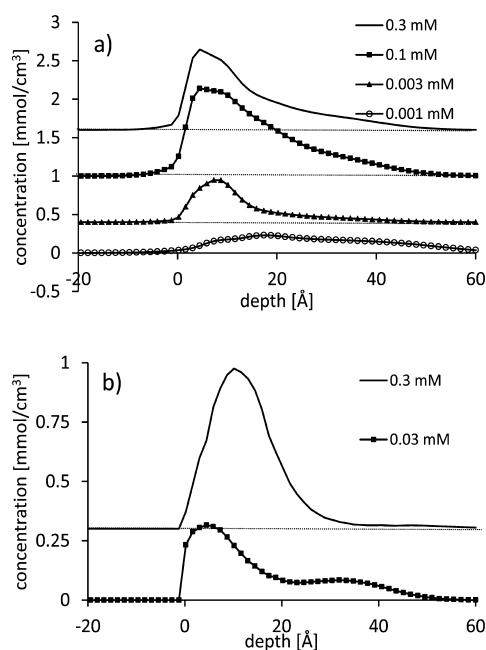 a)
concentration [mmol/cm³]
3
2.5
2
1.5
1
0.5
0
-0.5
0.3 mM
0.1 mM
0.003 mM
0.001 mM
-20
0
20
40
60
depth [Å]
b)
concentration [mmol/cm³]
1
0.75
0.5
0.25
0
0.3 mM
0.03 mM
-20
0
20
40
60
depth [Å]